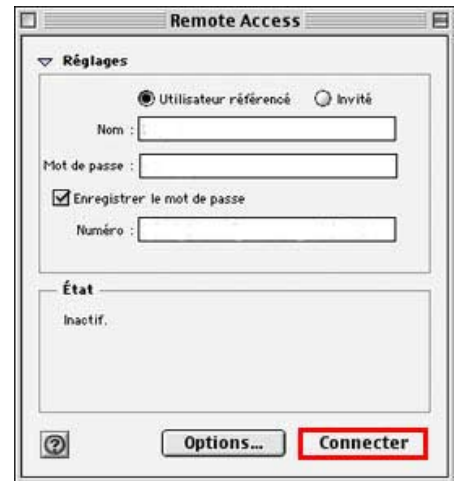 Remote Access
Réglages
Utilisateur référencé Invité
Nom :
Mot de passe :
Enregistrer le mot de passe
Numéro :
État
Inactif.
? Options... Connecter